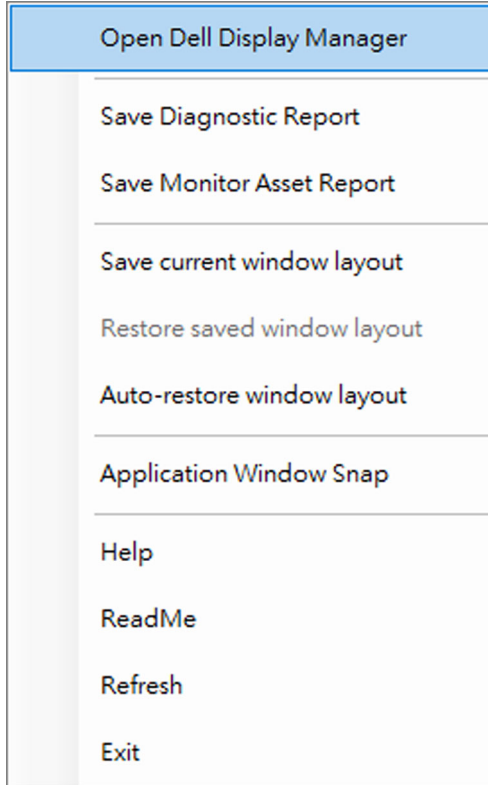 Open Dell Display Manager
Save Diagnostic Report
Save Monitor Asset Report
Save current window layout
Restore saved window layout
Auto-restore window layout
Application Window Snap
Help
ReadMe
Refresh
Exit